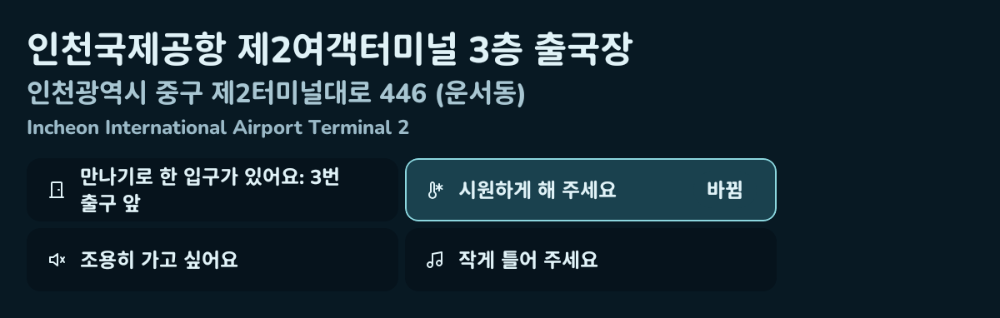 인천국제공항 제2여객터미널 3층 출국장
인천광역시 중구 제2터미널대로 446 (운서동)
Incheon International Airport Terminal 2
만나기로 한 입구가 있어요: 3번
출구 앞
시원하게 해 주세요 바뀜
조용히 가고 싶어요
작게 틀어 주세요